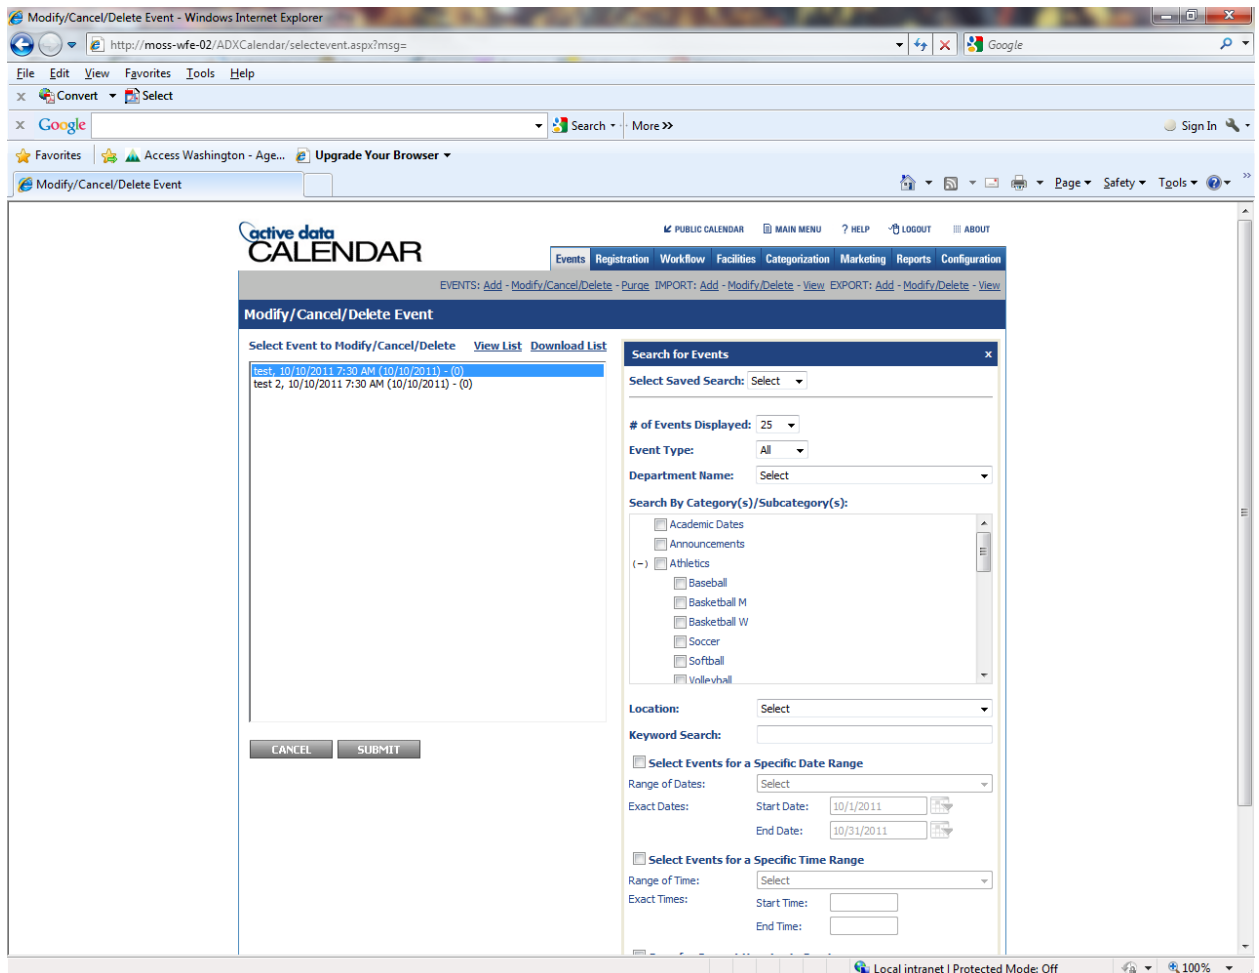 Modify/Cancel/Delete Event - Windows Internet Explorer
http://moss-wfe-02/ADXCalendar/selectevent.aspx?msg=
Google
File Edit View Favorites Tools Help
x Convert Select
x Google Search More >> Sign In
Favorites Access Washington - Age... Upgrade Your Browser
Modify/Cancel/Delete Event Page Safety Tools
active data
CALENDAR
PUBLIC CALENDAR MAIN MENU ? HELP LOGOUT ABOUT
Events Registration Workflow Facilities Categorization Marketing Reports Configuration
EVENTS: Add - Modify/Cancel/Delete - Purge IMPORT: Add - Modify/Delete - View EXPORT: Add - Modify/Delete - View
Modify/Cancel/Delete Event
Select Event to Modify/Cancel/Delete View List Download List
test, 10/10/2011 7:30 AM (10/10/2011) - (0)
test 2, 10/10/2011 7:30 AM (10/10/2011) - (0)
CANCEL SUBMIT
Search for Events x
Select Saved Search: Select
# of Events Displayed: 25
Event Type: All
Department Name: Select
Search By Category(s)/Subcategory(s):
Academic Dates
Announcements
(-) Athletics
Baseball
Basketball M
Basketball W
Soccer
Softball
Volleyball
Location: Select
Keyword Search:
Select Events for a Specific Date Range
Range of Dates: Select
Exact Dates: Start Date: 10/1/2011
End Date: 10/31/2011
Select Events for a Specific Time Range
Range of Time: Select
Exact Times: Start Time:
End Time:
Local intranet | Protected Mode: Off 100%